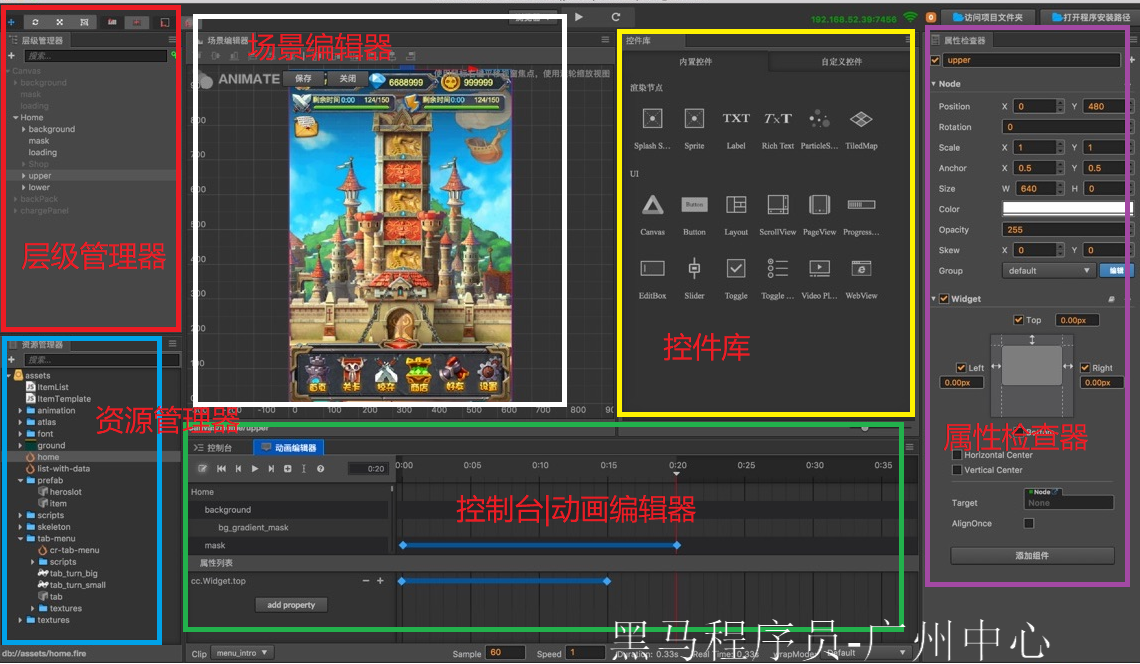 192.168.52.39:7456
0
访问项目文件夹
打开程序安装路径
层级管理器
搜索...
Canvas
background
mask
loading
Home
background
mask
loading
Shop
upper
lower
backPack
chargePanel
层级管理器
场景编辑器
场景编辑器
ANIMATE
保存
关闭
使用鼠标右键平移视窗焦点，使用滚轮缩放视图
6688999
999999
剩余时间0:00
124/150
剩余时间0:00
124/150
首页
关卡
商店
好友
设置
-100
0
100
200
300
400
500
600
700
800
控件库
内置控件
自定义控件
渲染节点
Splash S...
Sprite
TXT
Label
TxT
Rich Text
ParticleS...
TiledMap
UI
Canvas
Button
Button
Layout
ScrollView
PageView
Progress...
EditBox
Slider
Toggle
Toggle ...
Video Pl...
WebView
控件库
属性检查器
upper
Node
Position X 0 Y 480
Rotation 0
Scale X 1 Y 1
Anchor X 0.5 Y 0.5
Size W 640 H 0
Color
Opacity 255
Skew X 0 Y 0
Group default 编辑
Widget
Top 0.00px
Left
Right
0.00px
0.00px
属性检查器
Horizontal Center
Vertical Center
Target
Node
None
AlignOnce
添加组件
资源管理器
搜索...
assets
ItemList
ItemTemplate
animation
atlas
font
ground
home
list-with-data
prefab
heroslot
item
scripts
skeleton
tab-menu
cr-tab-menu
scripts
tab_turn_big
tab_turn_small
tab
textures
textures
资源管理器
db://assets/home.fire
控制台
动画编辑器
0:20
0:00
0:05
0:10
0:15
0:20
0:25
0:30
0:35
Home
background
bg_gradient_mask
mask
属性列表
cc.Widget.top
add property
控制台|动画编辑器
Clip
menu_intro
Sample
60
Speed
1
Duration: 0.33s
Real Time: 0.33s
wrapMode:
Default
黑马程序员-广州中心